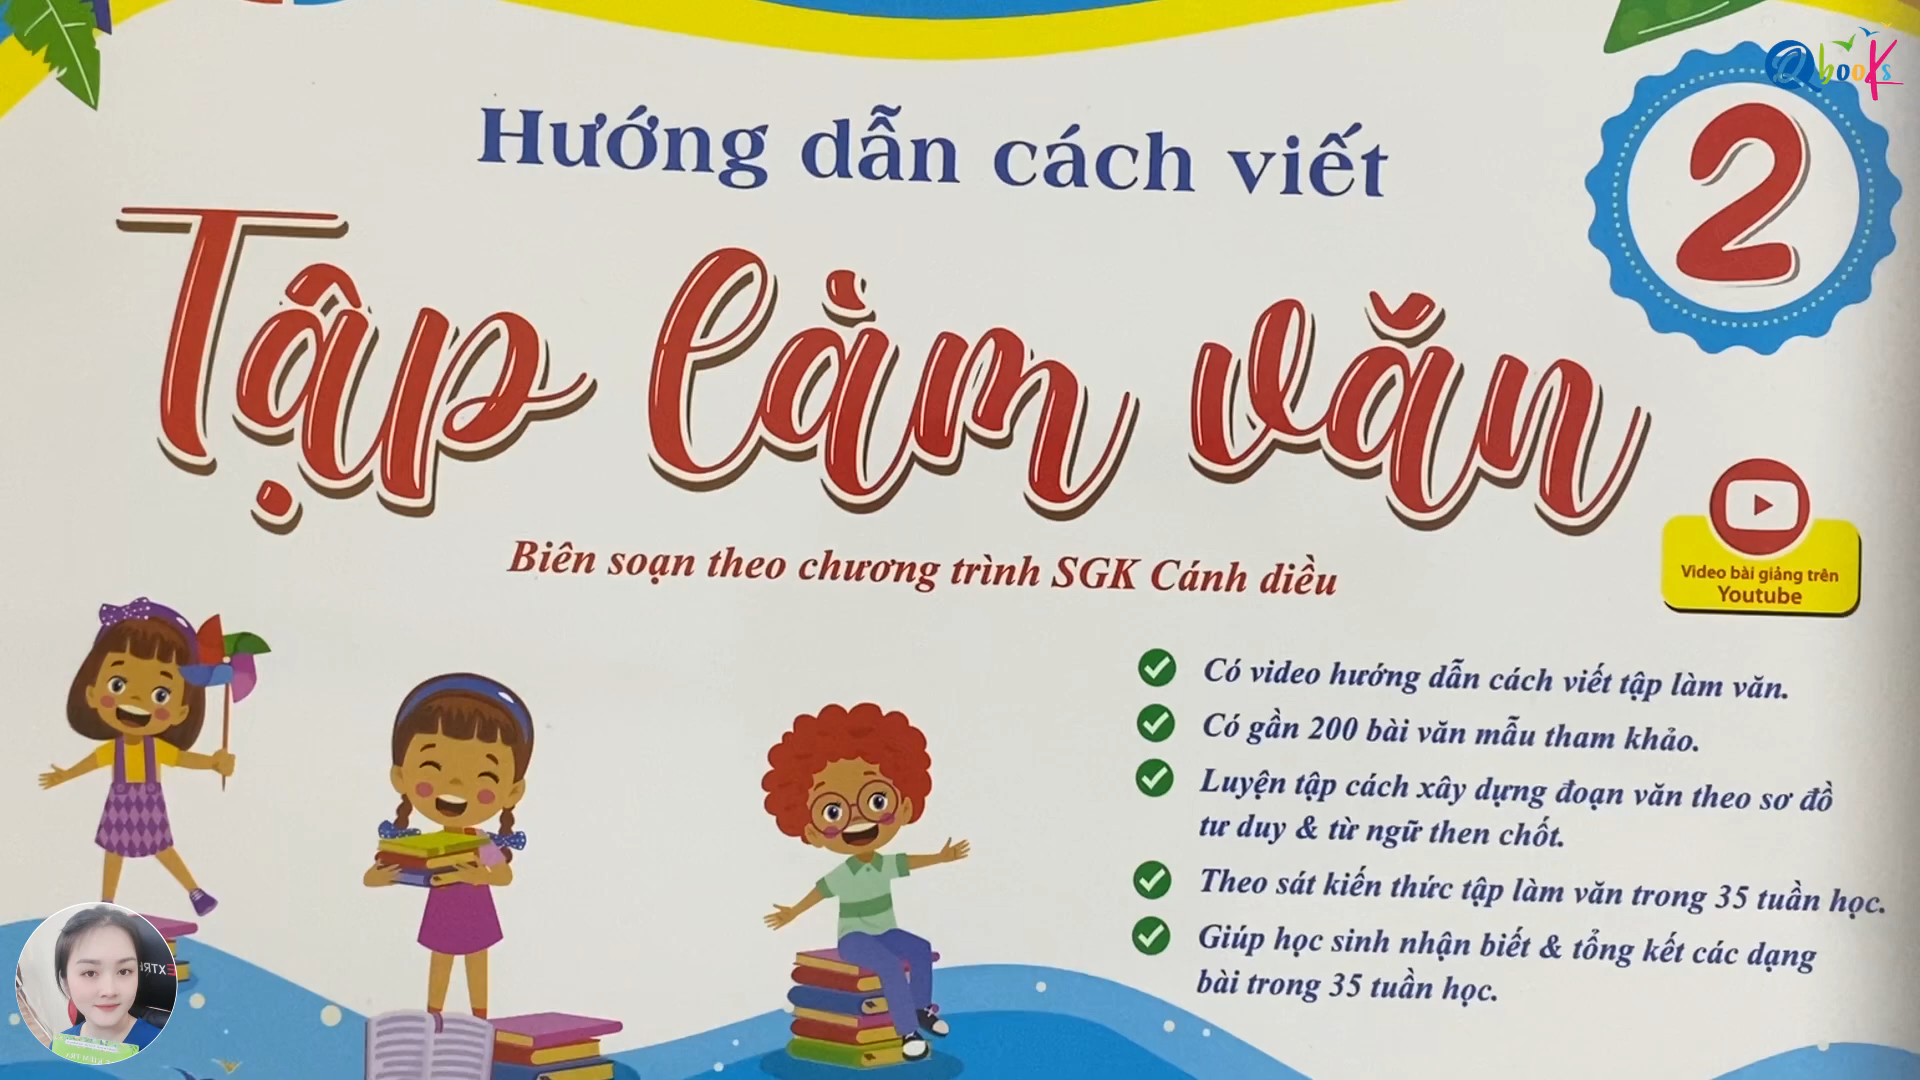 Qbooks
Hướng dẫn cách viết
2
Tập làm văn
Biên soạn theo chương trình SGK Cánh diều
Video bài giảng trên
Youtube
Có video hướng dẫn cách viết tập làm văn.
Có gần 200 bài văn mẫu tham khảo.
Luyện tập cách xây dựng đoạn văn theo sơ đồ
tư duy & từ ngữ then chốt.
Theo sát kiến thức tập làm văn trong 35 tuần học.
Giúp học sinh nhận biết & tổng kết các dạng
bài trong 35 tuần học.